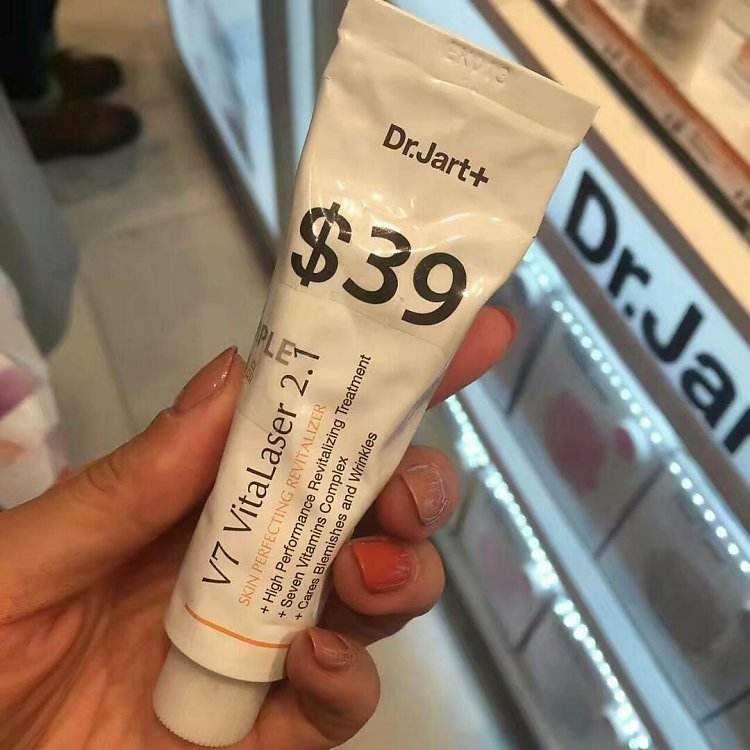 Dr.Jart+
$39
V7 VitaLaser 2.1
SKIN PERFECTING REVITALIZER
+ High Performance Revitalizing Treatment
+ Seven Vitamins Complex
+ Cares Blemishes and Wrinkles
Dr.Jar